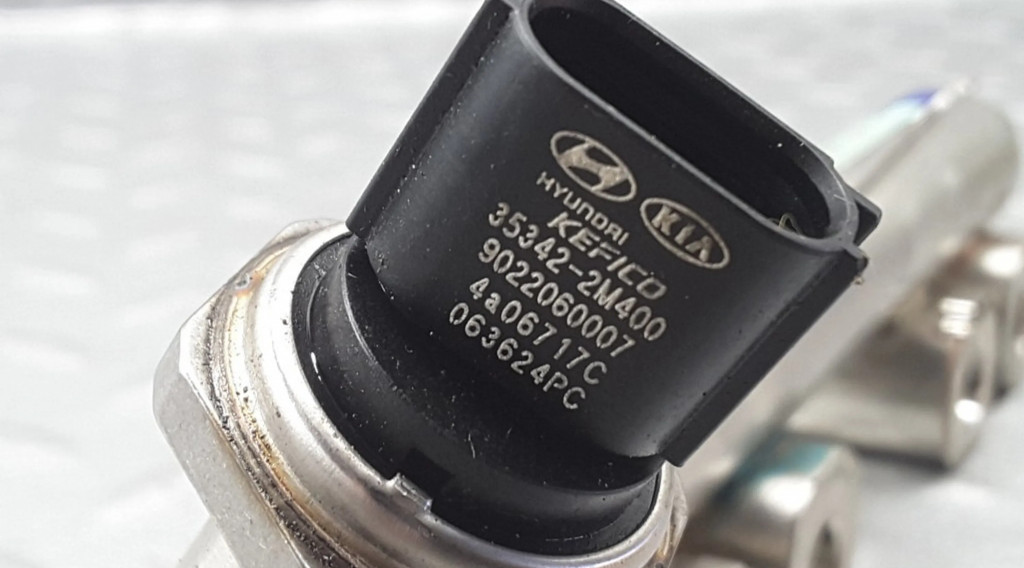 HYUNDAI
KIA
KEFICO
35342-2M400
9022060007
4a06717C
063624PC